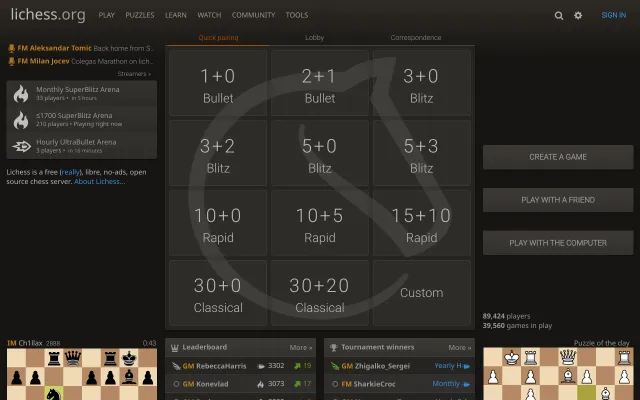 lichess.org
PLAY PUZZLES LEARN WATCH COMMUNITY TOOLS
SIGN IN
FM Aleksandar Tomic Back home from S...
FM Milan Jocev Colegas Marathon on lich...
Streamers »
Monthly SuperBlitz Arena
33 players • in 5 hours
≤1700 SuperBlitz Arena
210 players • Playing right now
Hourly UltraBullet Arena
3 players • in 16 minutes
Lichess is a free (really), libre, no-ads, open
source chess server. About Lichess...
Quick pairing Lobby Correspondence
1+0 2+1 3+0
Bullet Bullet Blitz
3+2 5+0 5+3
Blitz Blitz Blitz
10+0 10+5 15+10
Rapid Rapid Rapid
30+0 30+20 Custom
Classical Classical
CREATE A GAME
PLAY WITH A FRIEND
PLAY WITH THE COMPUTER
89,424 players
39,560 games in play
IM Ch1llax 2888 0:43
Leaderboard More »
GM RebeccaHarris 3302 19
GM Konevlad 3073 17
Tournament winners More »
GM Zhigalko_Sergei Yearly H
FM SharkieCroc Monthly
Puzzle of the day